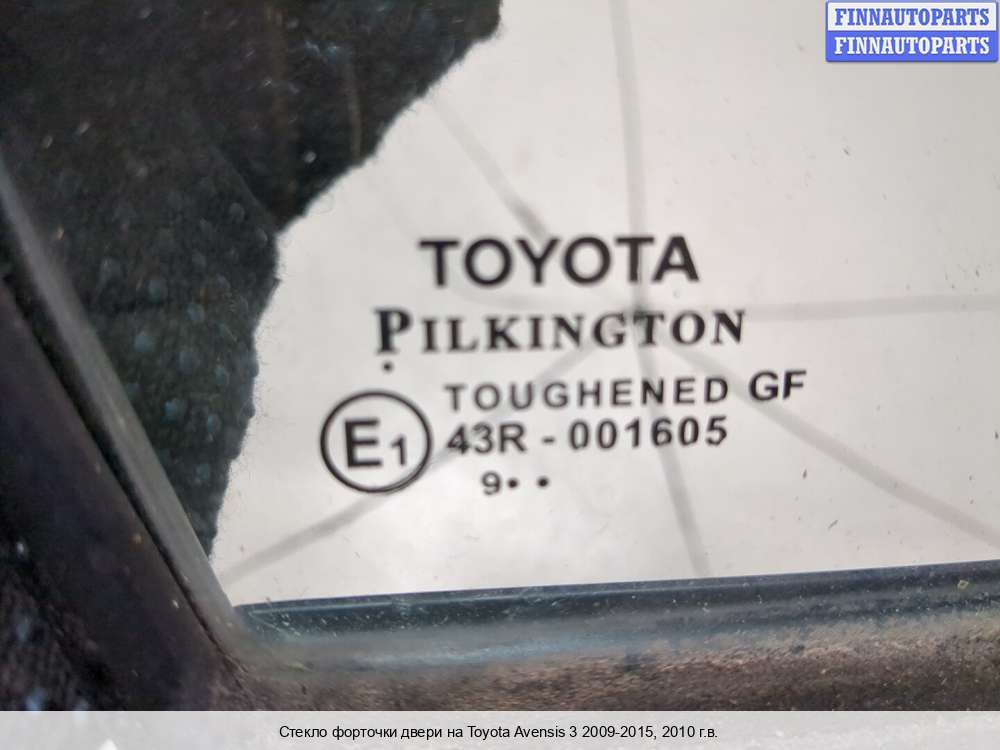 FINNAUTOPARTS
FINNAUTOPARTS
TOYOTA
PILKINGTON
TOUGHENED GF
E1 43R - 001605
9• •
Стекло форточки двери на Toyota Avensis 3 2009-2015, 2010 г.в.